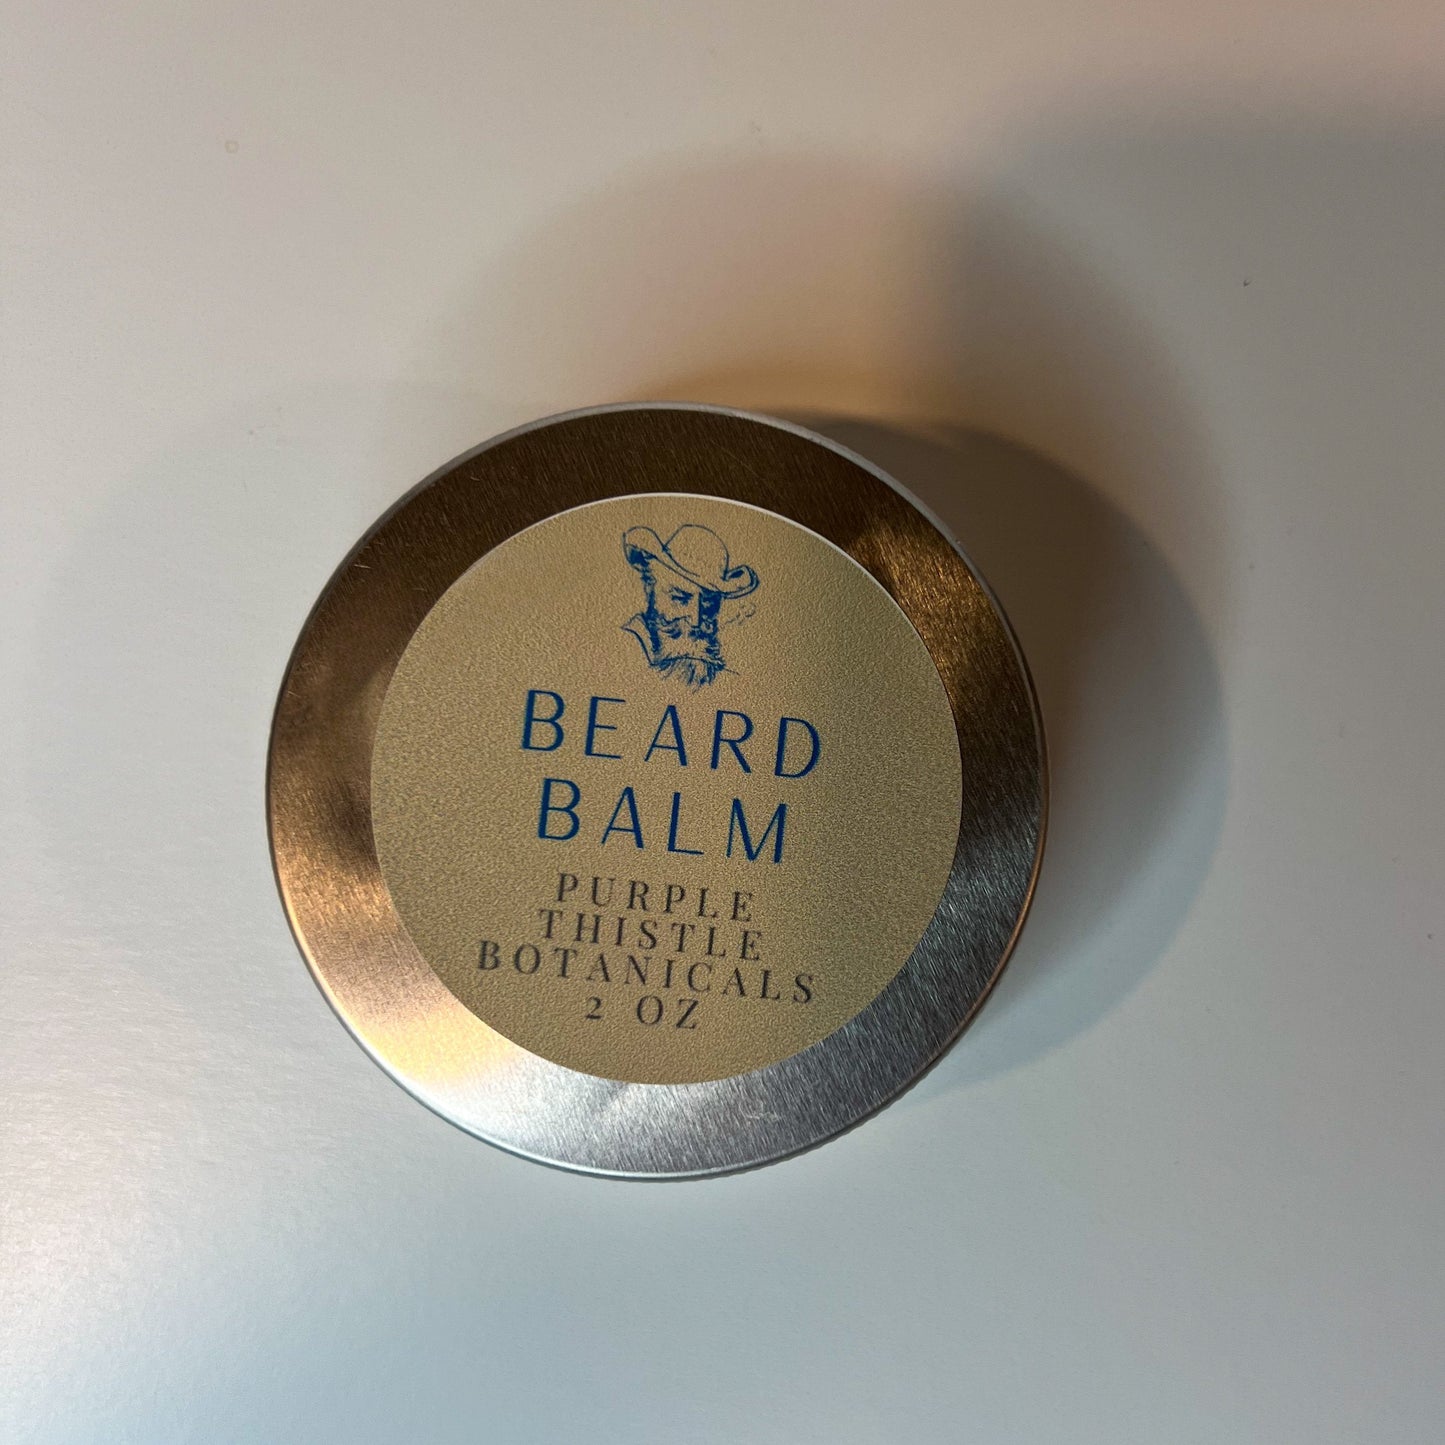 BEARD
BALM
PURPLE
THISTLE
BOTANICALS
2 OZ